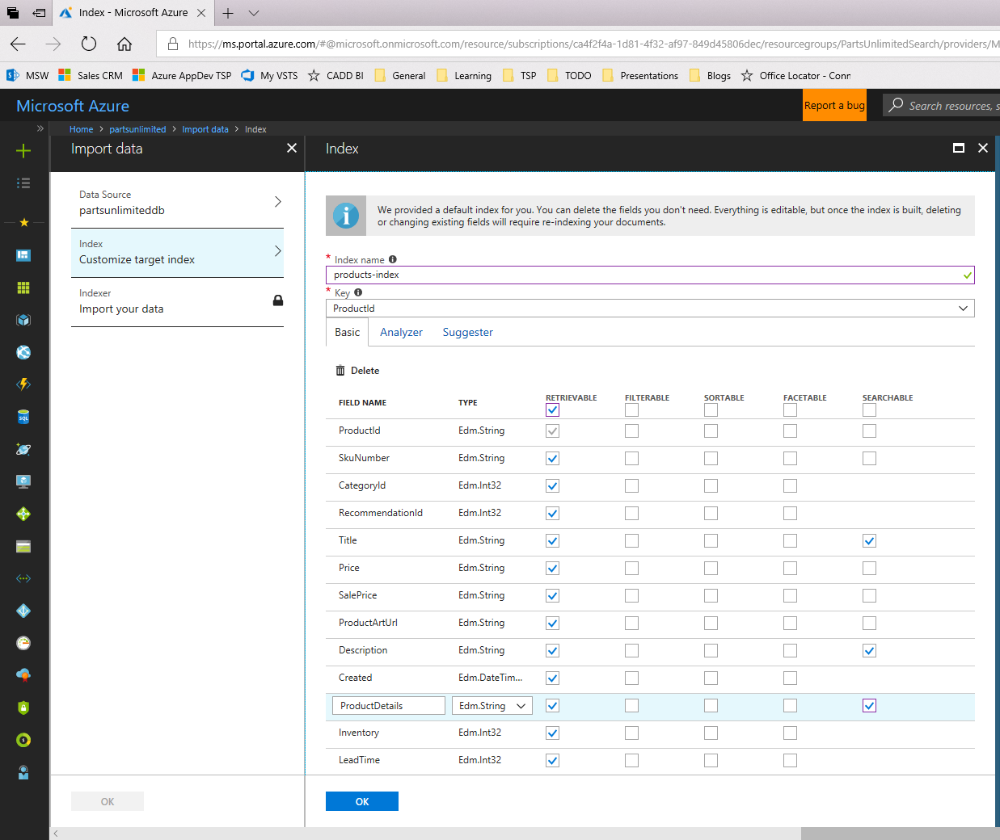 Index - Microsoft Azure
https://ms.portal.azure.com/#@microsoft.onmicrosoft.com/resource/subscriptions/ca4f2f4a-1d81-4f32-af97-849d45806dec/resourcegroups/PartsUnlimitedSearch/providers/M
MSW Sales CRM Azure AppDev TSP My VSTS CADD BI General Learning TSP TODO Presentations Blogs Office Locator - Conn
Microsoft Azure Report a bug Search resources, s
Home > partsunlimited > Import data > Index
Import data
Data Source
partsunlimiteddb
Index
Customize target index
Indexer
Import your data
OK
Index
We provided a default index for you. You can delete the fields you don't need. Everything is editable, but once the index is built, deleting
or changing existing fields will require re-indexing your documents.
* Index name
products-index
* Key
ProductId
Basic Analyzer Suggester
Delete
FIELD NAME TYPE RETRIEVABLE FILTERABLE SORTABLE FACETABLE SEARCHABLE
ProductId Edm.String
SkuNumber Edm.String
CategoryId Edm.Int32
RecommendationId Edm.Int32
Title Edm.String
Price Edm.String
SalePrice Edm.String
ProductArtUrl Edm.String
Description Edm.String
Created Edm.DateTim...
ProductDetails Edm.String
Inventory Edm.Int32
LeadTime Edm.Int32
OK